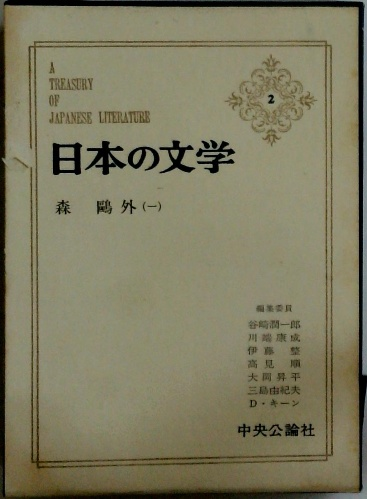 A
TREASURY
OF
JAPANESE LITERATURE
2
日本の文学
森 鷗外(一)
編集委員
谷崎潤一郎
川端康成
伊藤 整
高見 順
大岡昇平
三島由紀夫
D・キーン
中央公論社